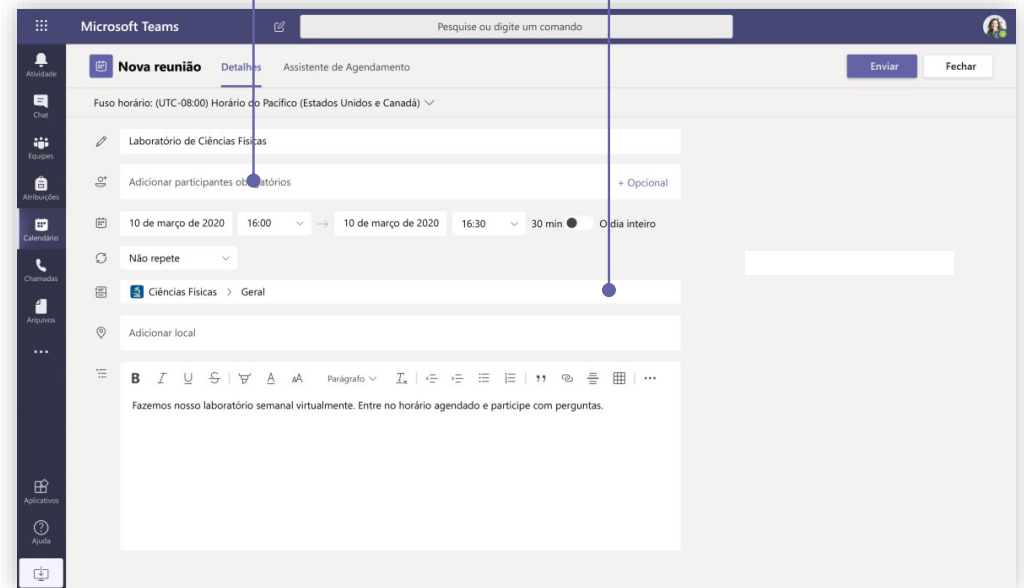 Microsoft Teams
Pesquise ou digite um comando
Atividade
Chat
Equipes
Atribuições
Calendário
Chamadas
Arquivos
Aplicativos
Ajuda
Nova reunião Detalhes Assistente de Agendamento Enviar Fechar
Fuso horário: (UTC-08:00) Horário do Pacífico (Estados Unidos e Canadá)
Laboratório de Ciências Físicas
Adicionar participantes obrigatórios + Opcional
10 de março de 2020 16:00 → 10 de março de 2020 16:30 30 min O dia inteiro
Não repete
Ciências Físicas > Geral
Adicionar local
B I U S A AA Parágrafo
Fazemos nosso laboratório semanal virtualmente. Entre no horário agendado e participe com perguntas.